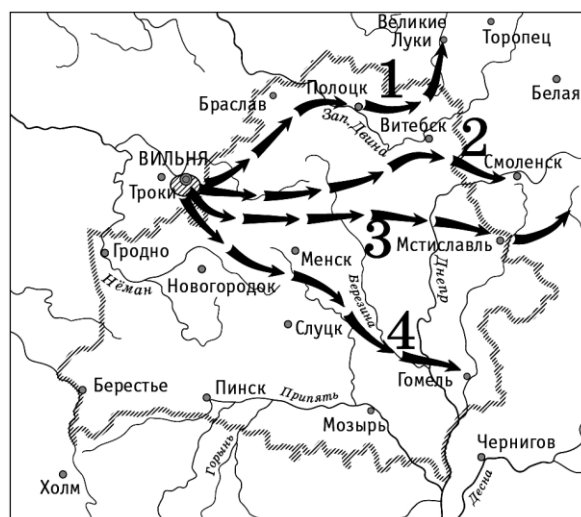 Великие
Луки
Торопец
1
Полоцк
Белая
Браслав
Зап. Двина
Витебск
2
ВИЛЬНЯ
Смоленск
Троки
3
Мстиславль
Гродно
Менск
Днепр
Нёман
Новогородок
Березина
Слуцк
4
Гомель
Берестье
Пинск
Припять
Мозырь
Чернигов
Горынь
Холм
Десна